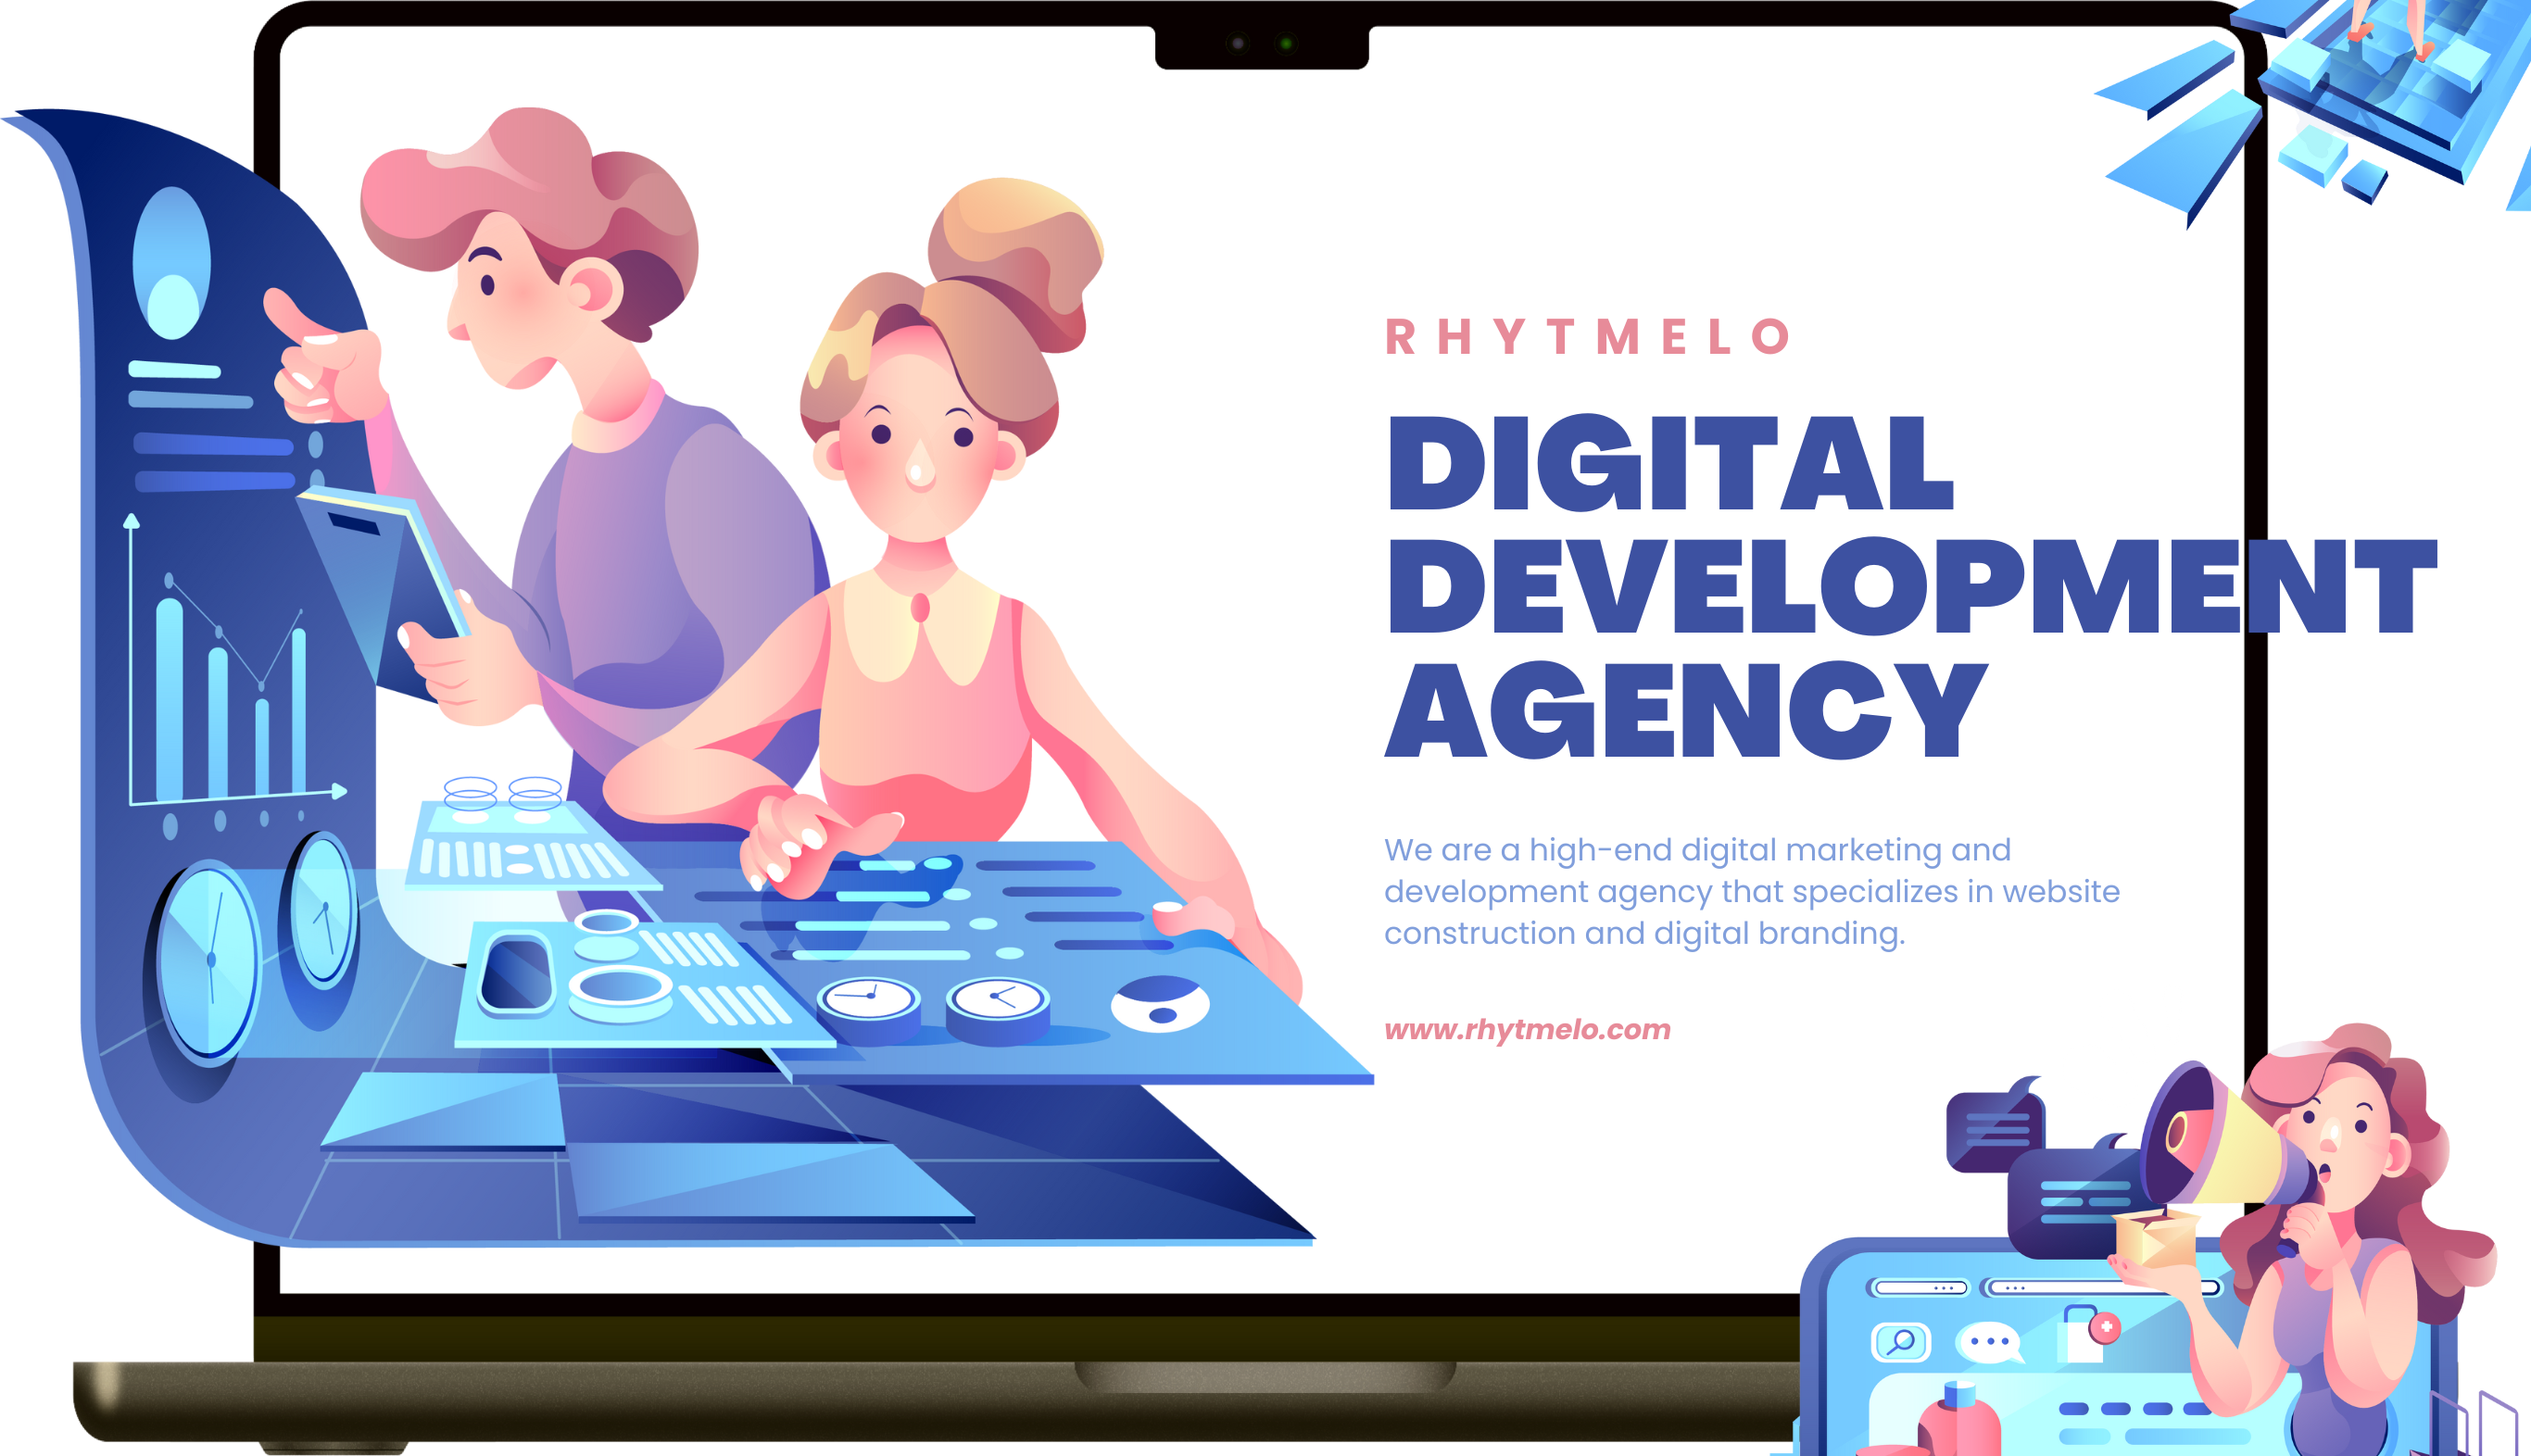 RHYTMELO
DIGITAL
DEVELOPMENT
AGENCY
We are a high-end digital marketing and
development agency that specializes in website
construction and digital branding.
www.rhytmelo.com